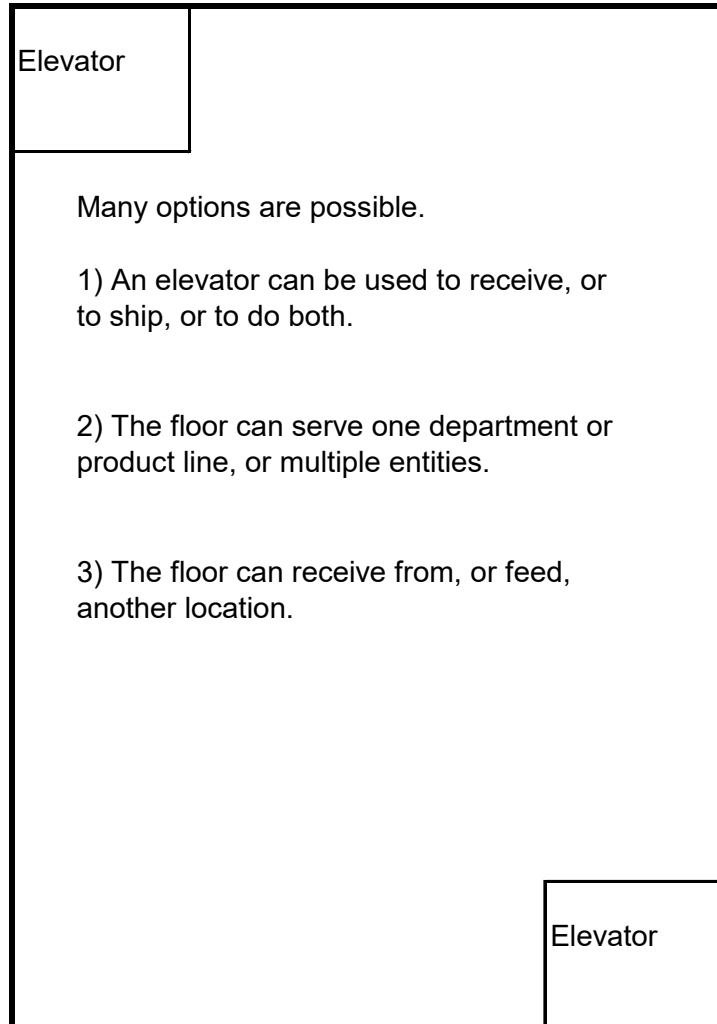 Elevator
Many options are possible.
1) An elevator can be used to receive, or
to ship, or to do both.
2) The floor can serve one department or
product line, or multiple entities.
3) The floor can receive from, or feed,
another location.
Elevator